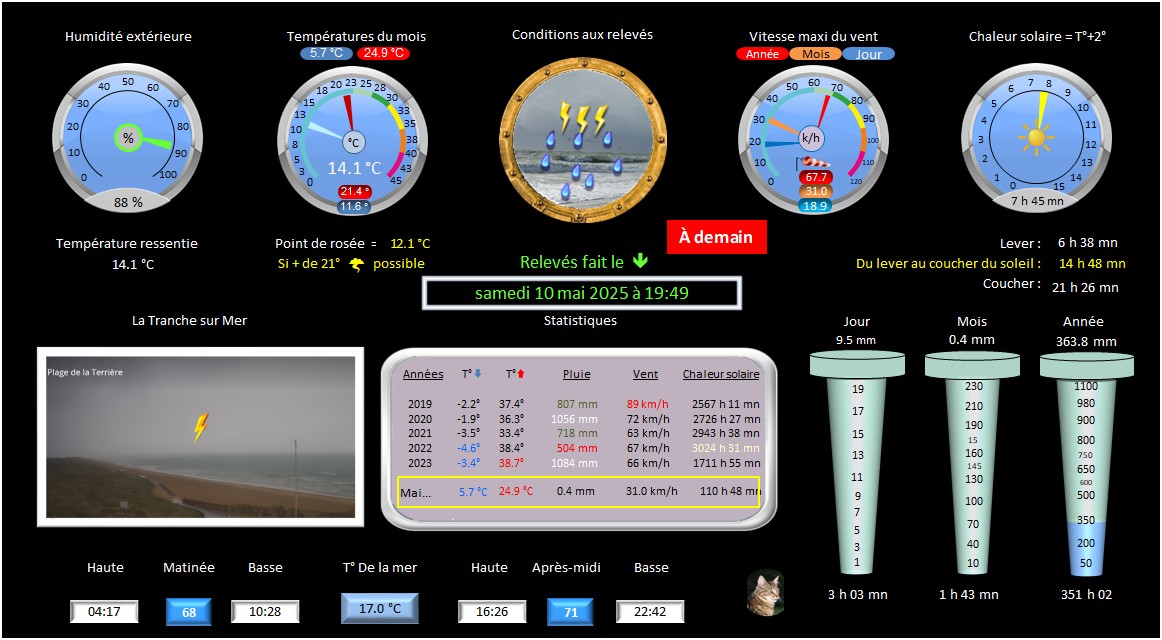 Humidité extérieure
Températures du mois
5.7 °C 24.9 °C
Conditions aux relevés
Vitesse maxi du vent
Année Mois Jour
Chaleur solaire = T°+2°
0 10 20 30 40 50 60 70 80 90 100
%
88 %
0 3 5 8 10 13 15 18 20 23 25 28 30 33 35 38 40 43 45
°C
14.1 °C
21.4 °
11.6 °
0 10 20 30 40 50 60 70 80 90 100 110 120
k/h
67.7
31.0
18.9
0 1 2 3 4 5 6 7 8 9 10 11 12 13 14 15
7 h 45 mn
Température ressentie
14.1 °C
Point de rosée = 12.1 °C
Si + de 21° possible
À demain
Relevés fait le
samedi 10 mai 2025 à 19:49
Lever : 6 h 38 mn
Du lever au coucher du soleil : 14 h 48 mn
Coucher : 21 h 26 mn
La Tranche sur Mer
Plage de la Terrière
Statistiques
Années T° T° Pluie Vent Chaleur solaire
2019 -2.2° 37.4° 807 mm 89 km/h 2567 h 11 mn
2020 -1.9° 36.3° 1056 mm 72 km/h 2726 h 27 mn
2021 -3.5° 33.4° 718 mm 63 km/h 2943 h 38 mn
2022 -4.6° 38.4° 504 mm 67 km/h 3024 h 31 mn
2023 -3.4° 38.7° 1084 mm 66 km/h 1711 h 55 mn
Mai... 5.7 °C 24.9 °C 0.4 mm 31.0 km/h 110 h 48 mn
Jour
9.5 mm
19
17
15
13
11
9
7
5
3
1
3 h 03 mn
Mois
0.4 mm
230
210
190
15
160
145
130
100
70
40
10
1 h 43 mn
Année
363.8 mm
1100
980
900
800
750
650
600
500
350
200
50
351 h 02
Haute Matinée Basse T° De la mer Haute Après-midi Basse
04:17 68 10:28 17.0 °C 16:26 71 22:42